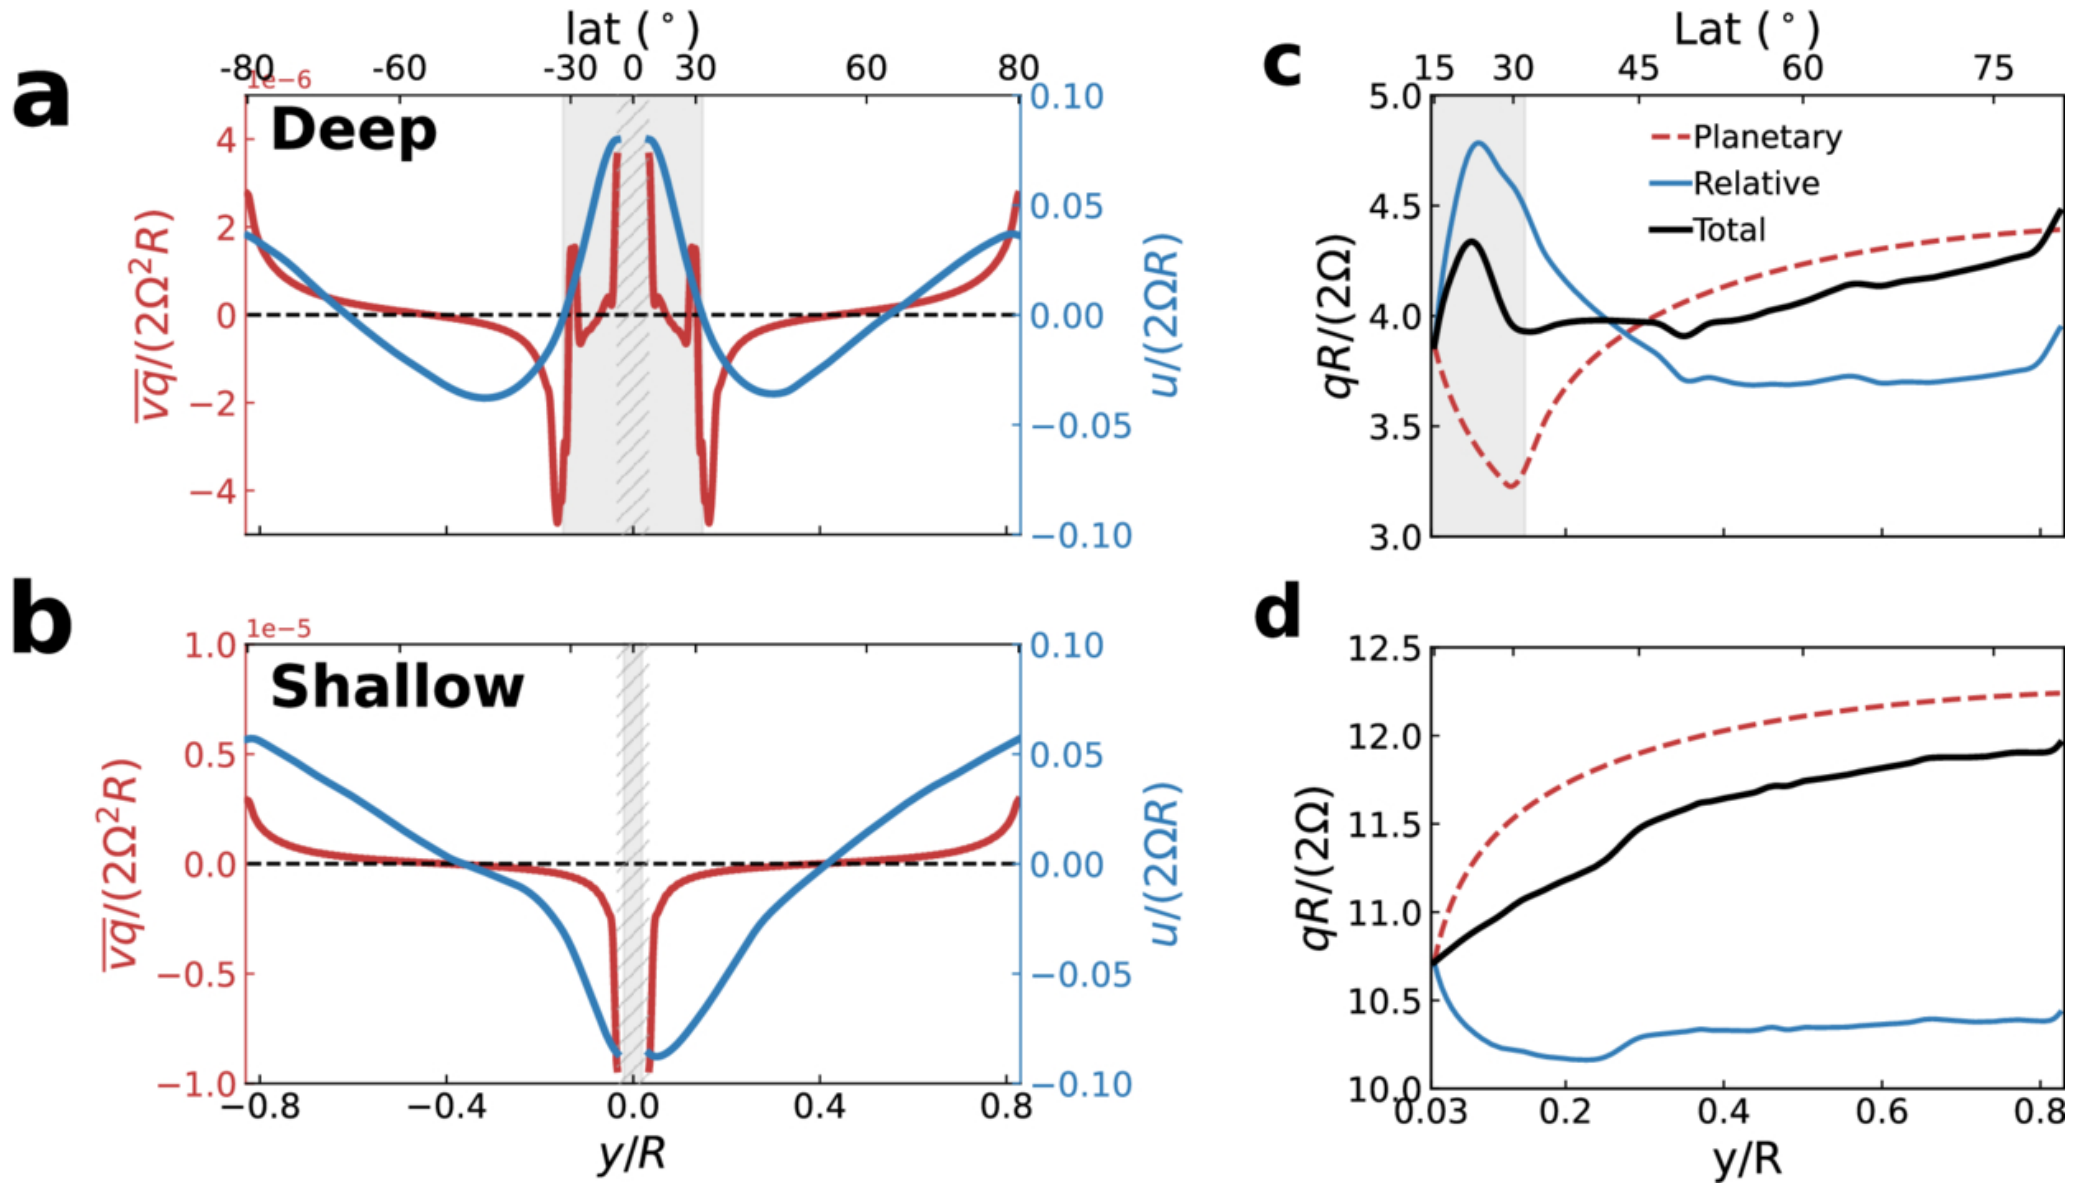 a
lat (°)
-80 -60 -30 0 30 60 80
1e−6
Deep
4
2
0
−2
−4
v̅q̅/(2Ω²R)
0.10
0.05
0.00
−0.05
−0.10
u/(2ΩR)
b
1e−5
Shallow
1.0
0.5
0.0
−0.5
−1.0
v̅q̅/(2Ω²R)
0.10
0.05
0.00
−0.05
−0.10
u/(2ΩR)
−0.8 −0.4 0.0 0.4 0.8
y/R
c
Lat (°)
15 30 45 60 75
5.0
4.5
4.0
3.5
3.0
qR/(2Ω)
Planetary
Relative
Total
d
12.5
12.0
11.5
11.0
10.5
10.0
qR/(2Ω)
0.03 0.2 0.4 0.6 0.8
y/R